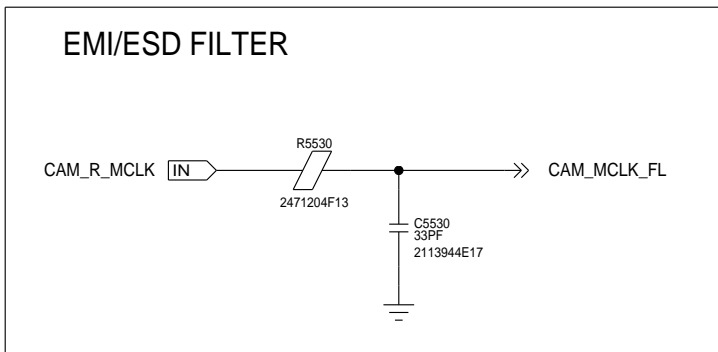 EMI/ESD FILTER
R5530
CAM_R_MCLK IN CAM_MCLK_FL
2471204F13
C5530
33PF
2113944E17